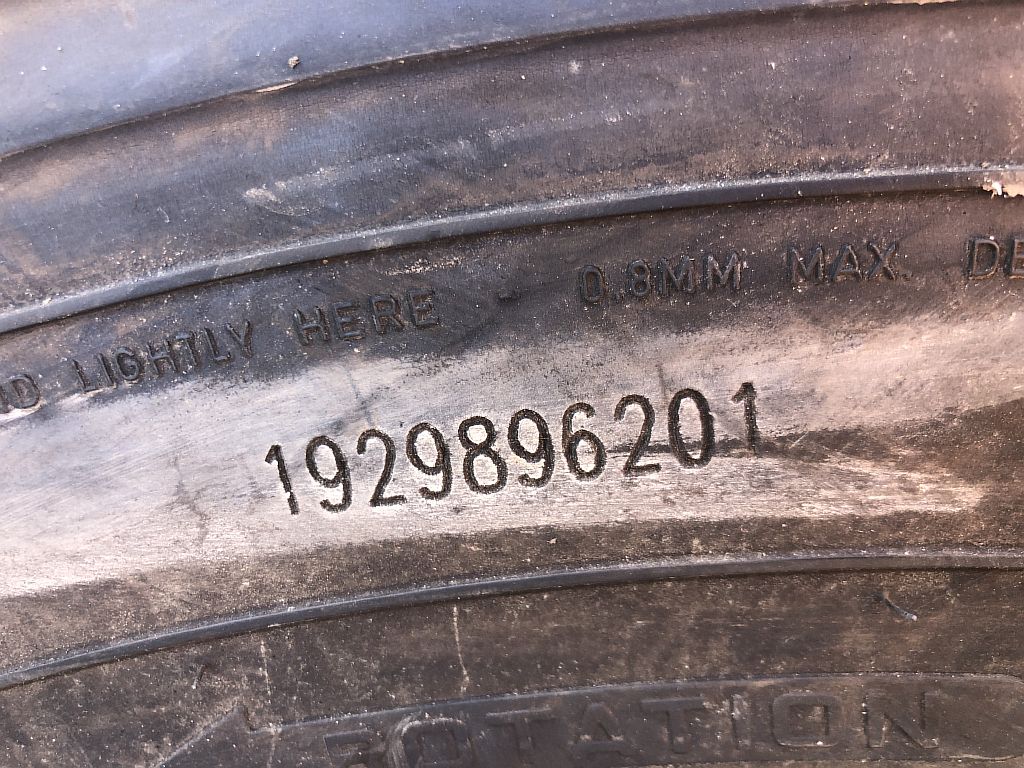 LIGHTLY HERE - 0.8MM MAX.
1929896201
ROTATION